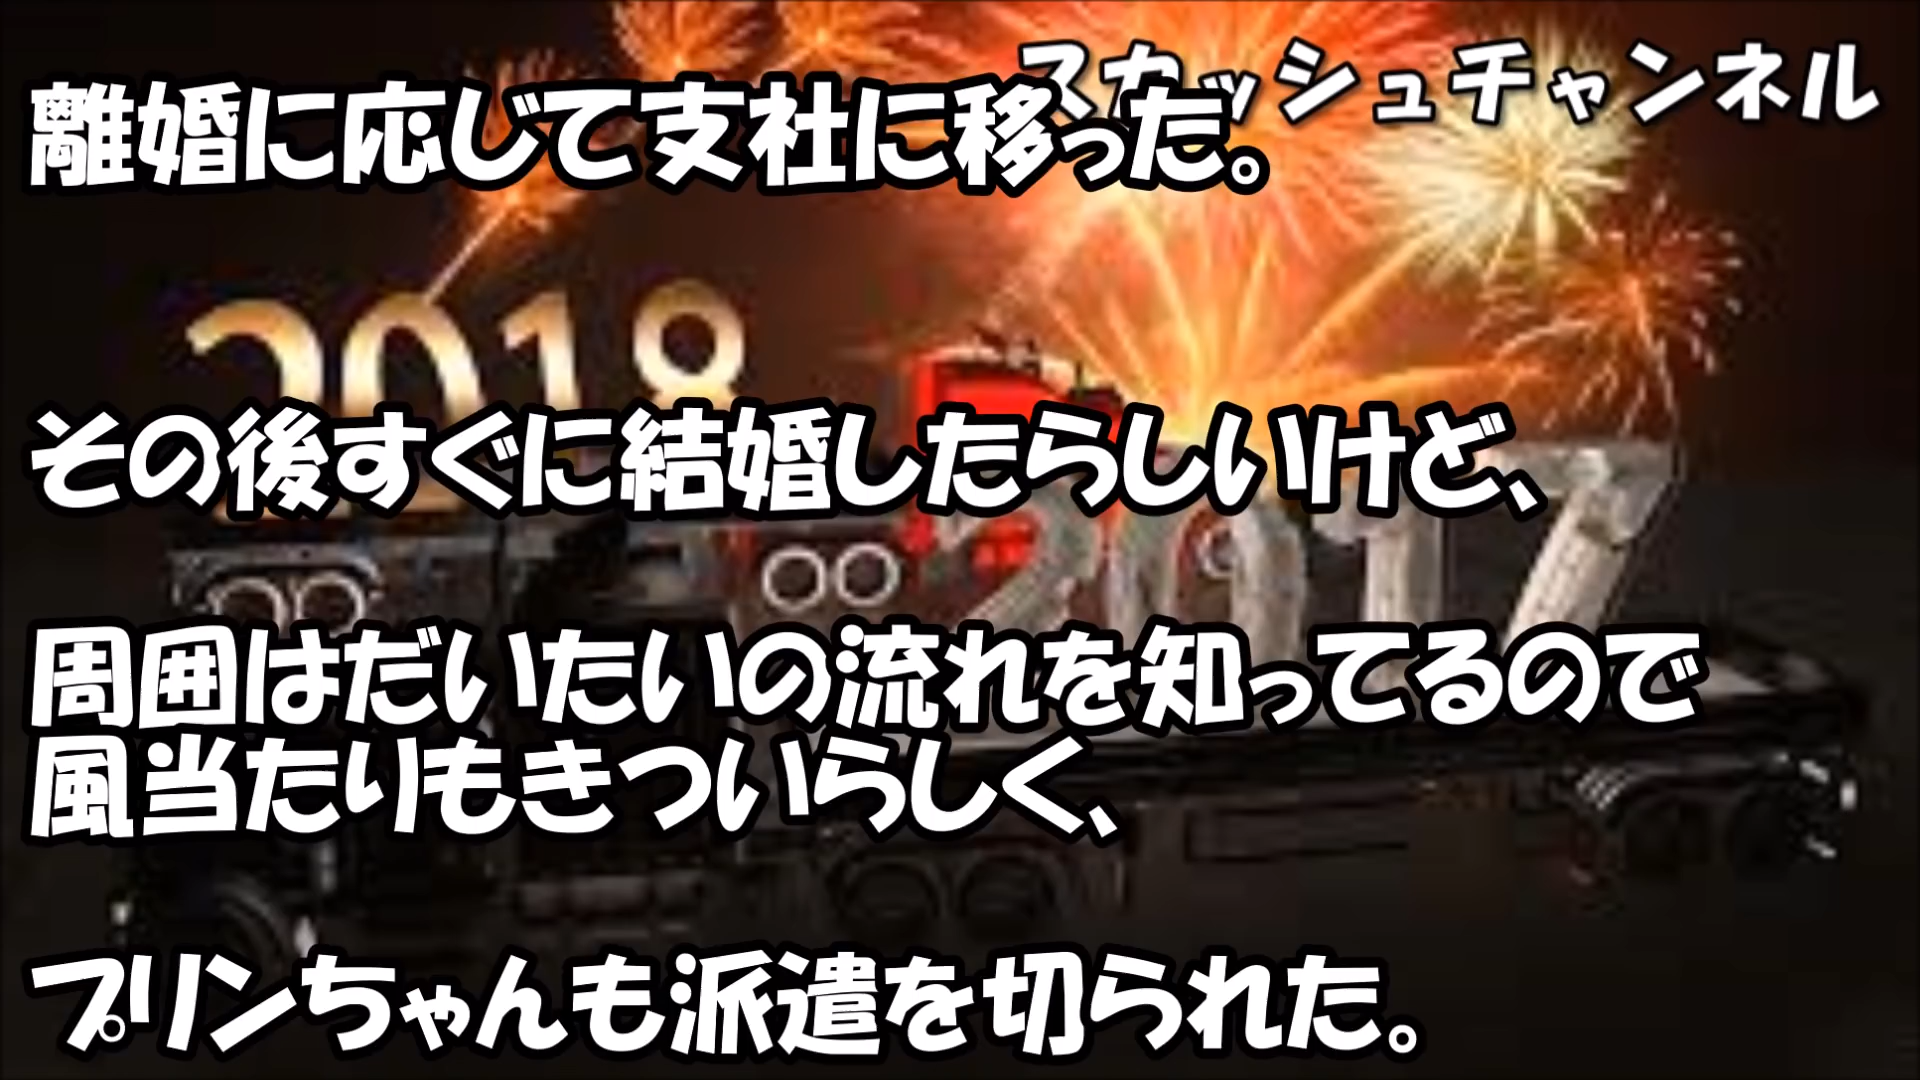 スカッシュチャンネル
離婚に応じて支社に移った。
2018
その後すぐに結婚したらしいけど、
2017
周囲はだいたいの流れを知ってるので
風当たりもきついらしく、
プリンちゃんも派遣を切られた。